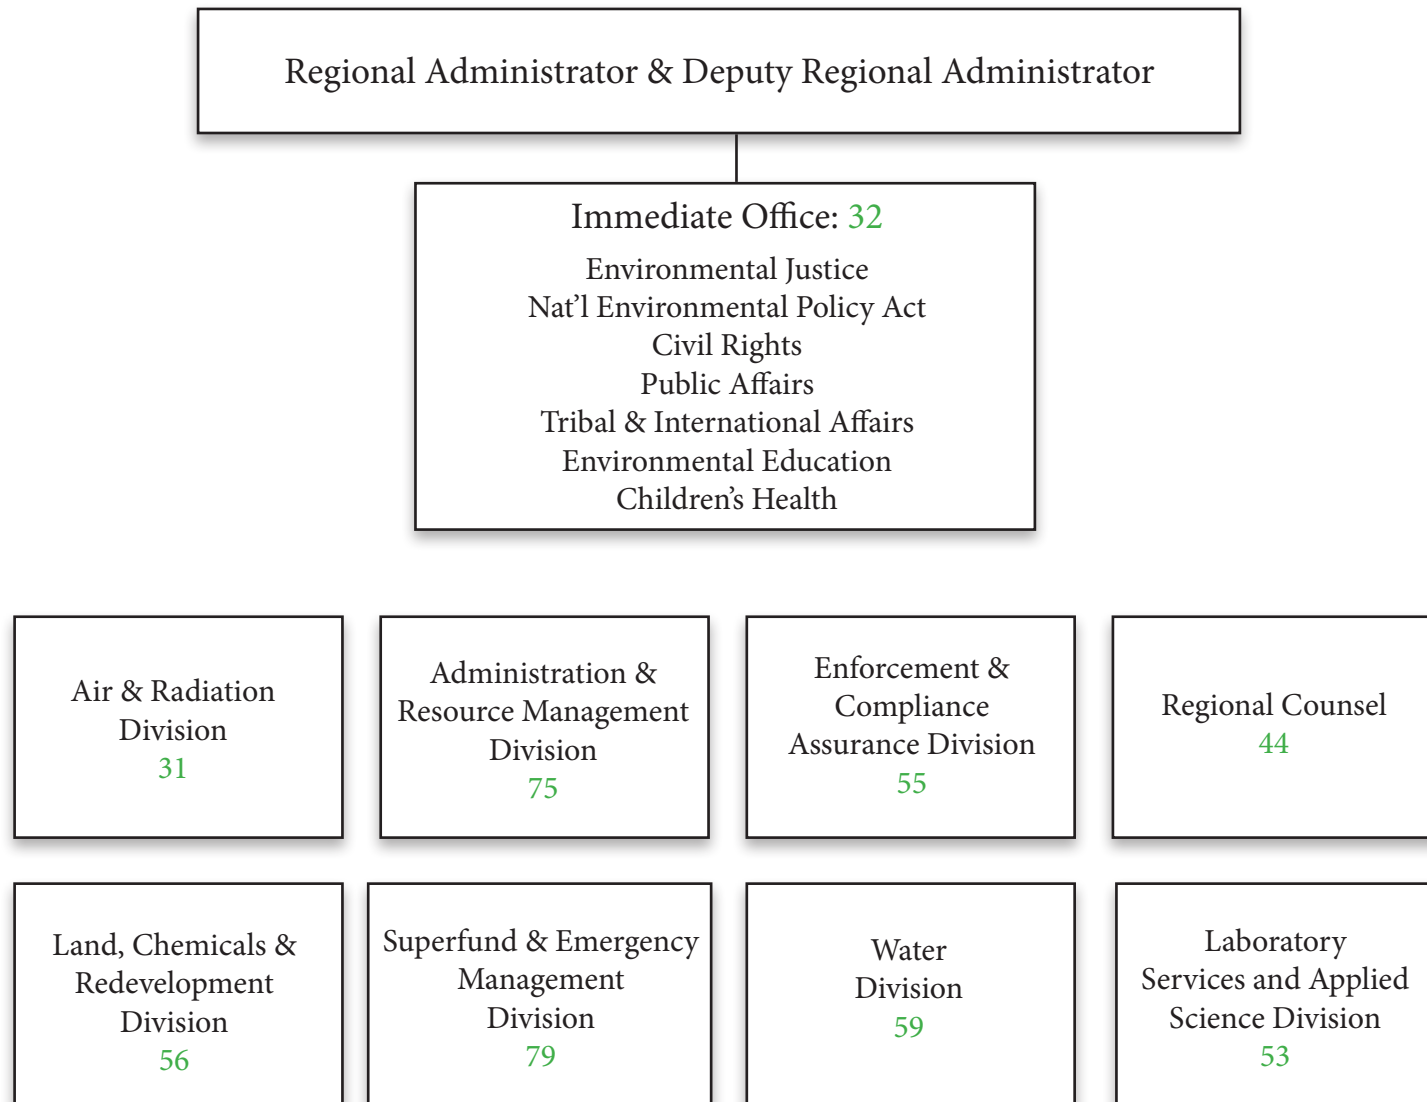 Regional Administrator & Deputy Regional Administrator
Immediate Office: 32
Environmental Justice
Nat’l Environmental Policy Act
Civil Rights
Public Affairs
Tribal & International Affairs
Environmental Education
Children’s Health
Air & Radiation
Division
31
Administration &
Resource Management
Division
75
Enforcement &
Compliance
Assurance Division
55
Regional Counsel
44
Land, Chemicals &
Redevelopment
Division
56
Superfund & Emergency
Management
Division
79
Water
Division
59
Laboratory
Services and Applied
Science Division
53